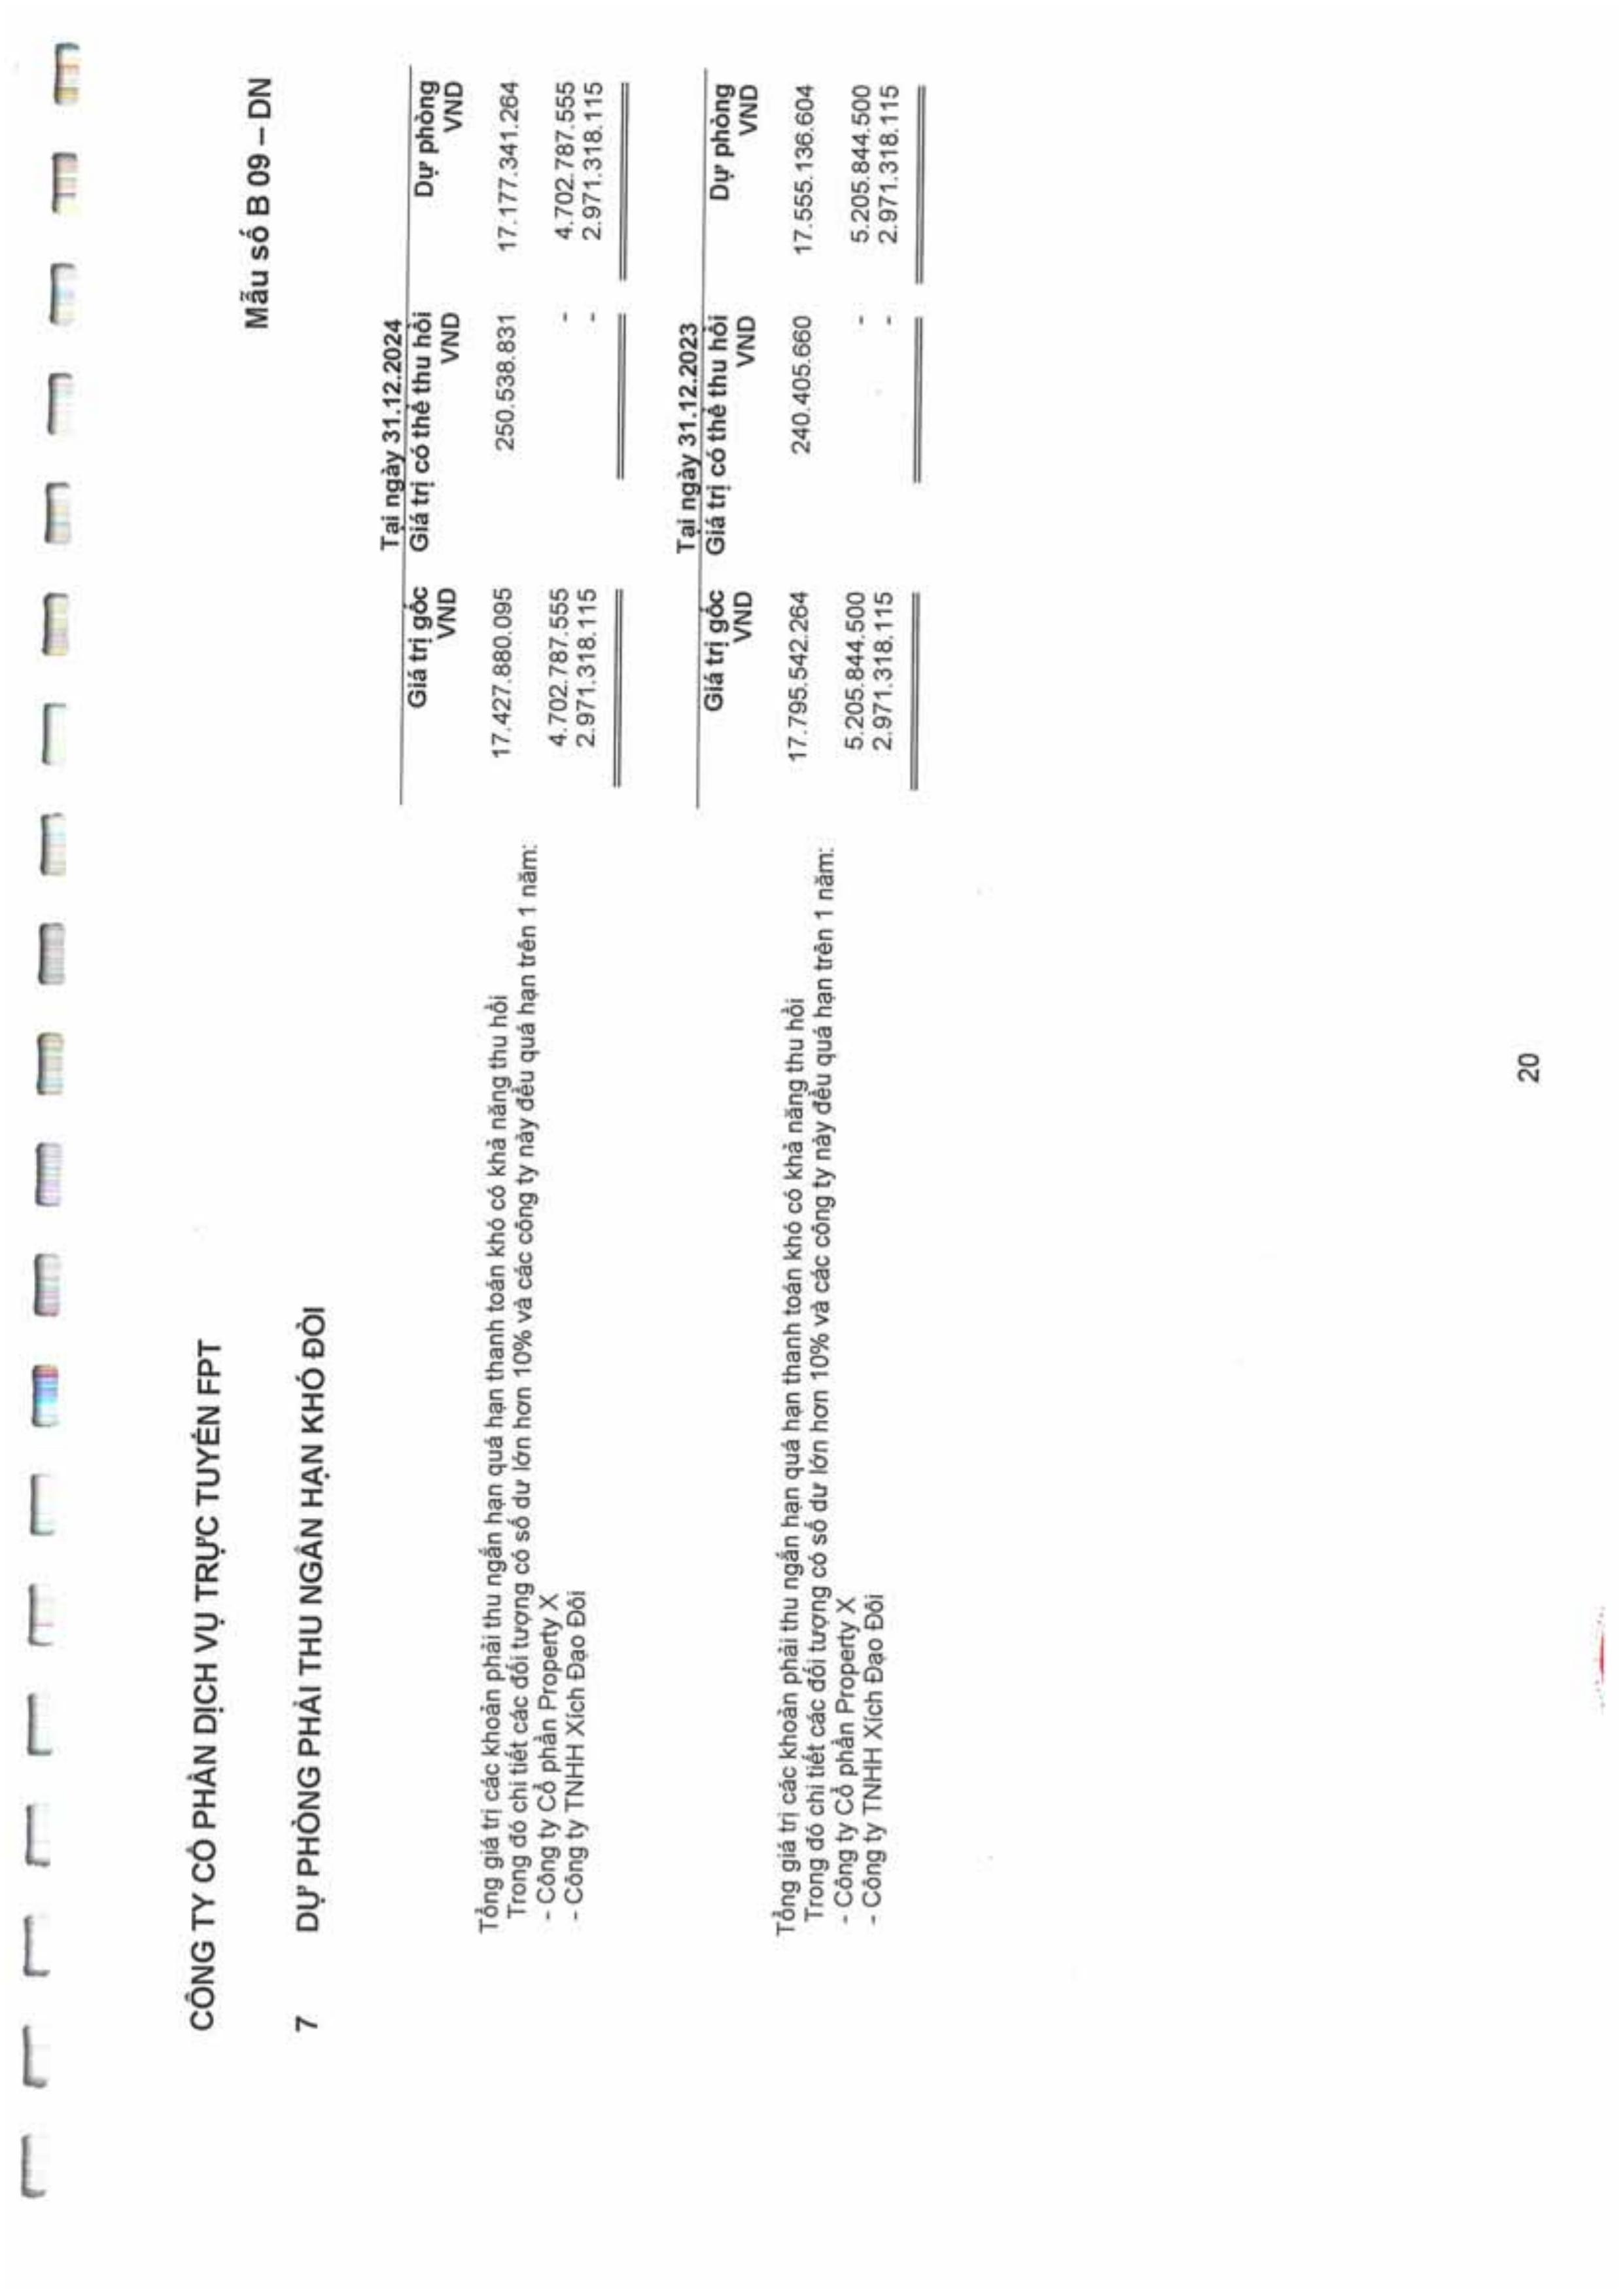 CÔNG TY CỔ PHẦN DỊCH VỤ TRỰC TUYẾN FPT
Mẫu số B 09 – DN
7 DỰ PHÒNG PHẢI THU NGẮN HẠN KHÓ ĐÒI
Tại ngày 31.12.2024
Giá trị gốc Giá trị có thể thu hồi Dự phòng
VND VND VND
Tổng giá trị các khoản phải thu ngắn hạn quá hạn thanh toán khó có khả năng thu hồi 17.427.880.095 250.538.831 17.177.341.264
Trong đó chi tiết các đối tượng có số dư lớn hơn 10% và các công ty này đều quá hạn trên 1 năm:
- Công ty Cổ phần Property X 4.702.787.555 - 4.702.787.555
- Công ty TNHH Xích Đạo Đôi 2.971.318.115 - 2.971.318.115
Tại ngày 31.12.2023
Giá trị gốc Giá trị có thể thu hồi Dự phòng
VND VND VND
Tổng giá trị các khoản phải thu ngắn hạn quá hạn thanh toán khó có khả năng thu hồi 17.795.542.264 240.405.660 17.555.136.604
Trong đó chi tiết các đối tượng có số dư lớn hơn 10% và các công ty này đều quá hạn trên 1 năm:
- Công ty Cổ phần Property X 5.205.844.500 - 5.205.844.500
- Công ty TNHH Xích Đạo Đôi 2.971.318.115 - 2.971.318.115
20